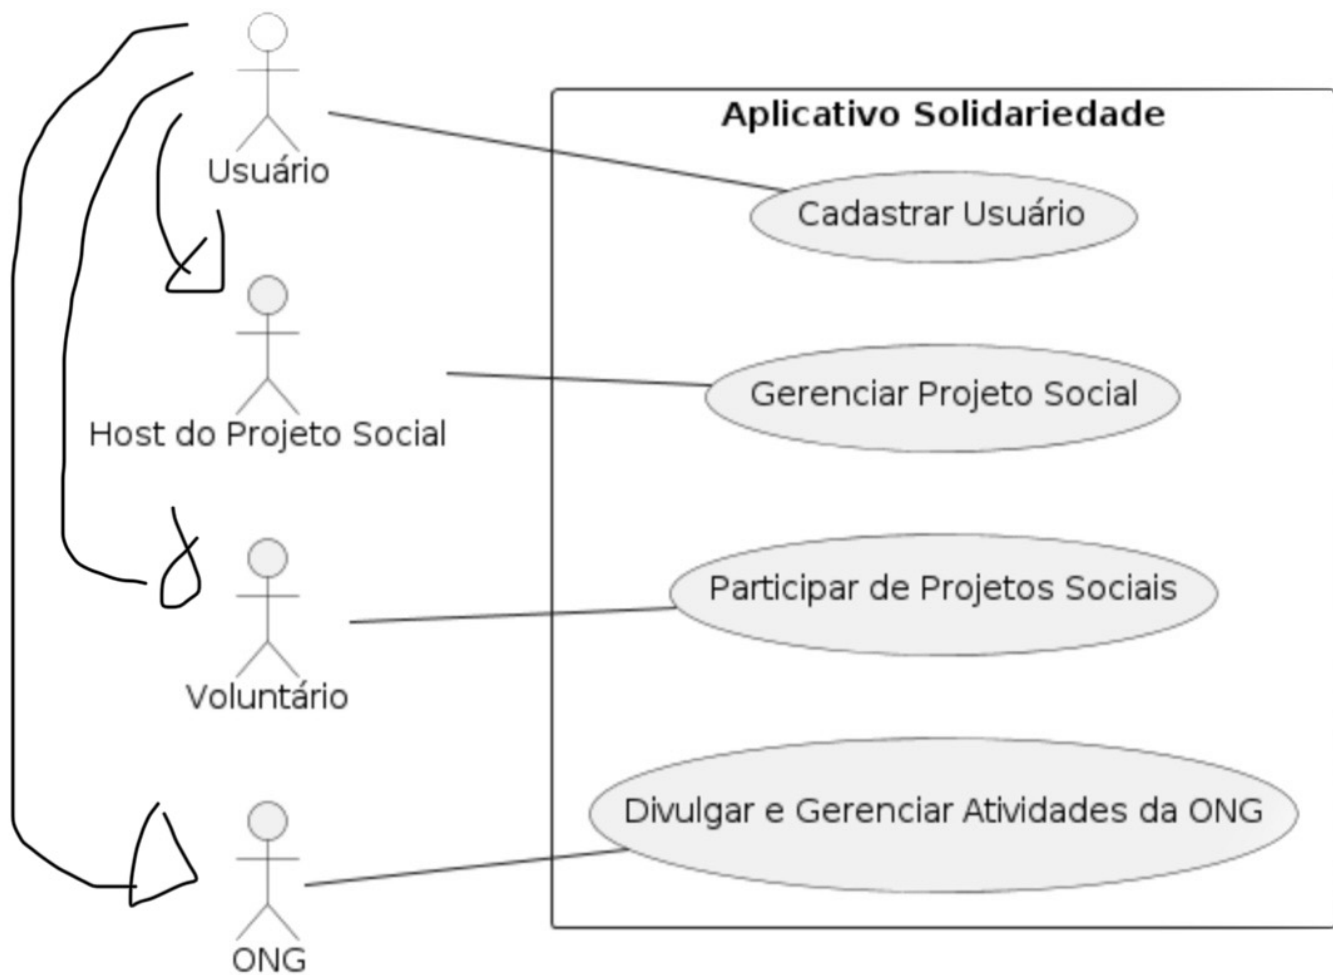 Aplicativo Solidariedade
Usuário
Cadastrar Usuário
Host do Projeto Social
Gerenciar Projeto Social
Voluntário
Participar de Projetos Sociais
ONG
Divulgar e Gerenciar Atividades da ONG